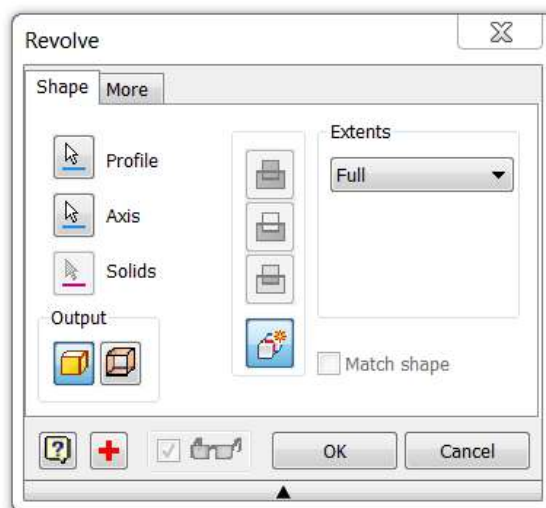 Revolve
Shape More
Profile
Axis
Solids
Output
Extents
Full
Match shape
OK Cancel